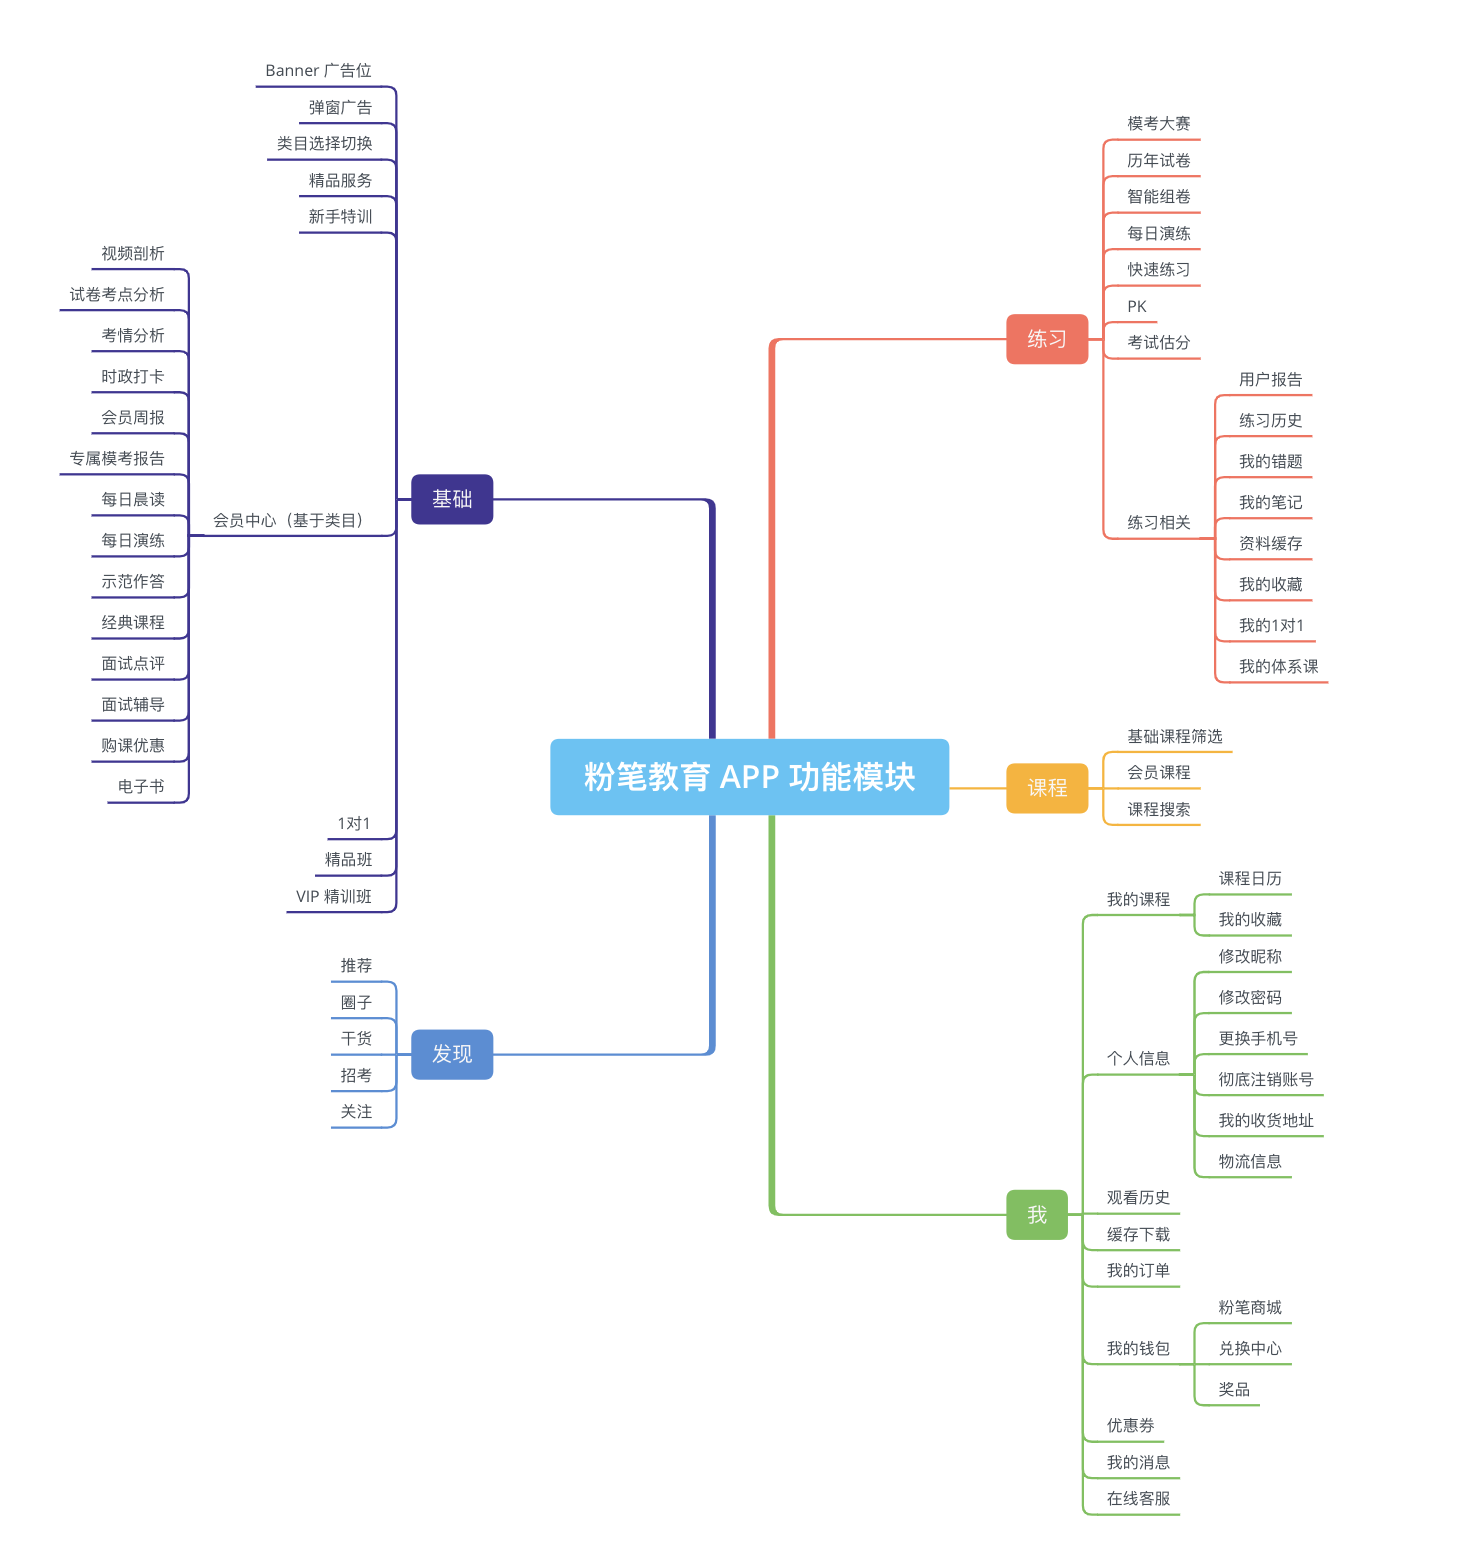 粉笔教育 APP 功能模块
基础
Banner 广告位
弹窗广告
类目选择切换
精品服务
新手特训
会员中心（基于类目）
视频剖析
试卷考点分析
考情分析
时政打卡
会员周报
专属模考报告
每日晨读
每日演练
示范作答
经典课程
面试点评
面试辅导
购课优惠
电子书
1对1
精品班
VIP 精训班
发现
推荐
圈子
干货
招考
关注
练习
模考大赛
历年试卷
智能组卷
每日演练
快速练习
PK
考试估分
练习相关
用户报告
练习历史
我的错题
我的笔记
资料缓存
我的收藏
我的1对1
我的体系课
课程
基础课程筛选
会员课程
课程搜索
我
我的课程
课程日历
我的收藏
个人信息
修改昵称
修改密码
更换手机号
彻底注销账号
我的收货地址
物流信息
观看历史
缓存下载
我的订单
我的钱包
粉笔商城
兑换中心
奖品
优惠券
我的消息
在线客服